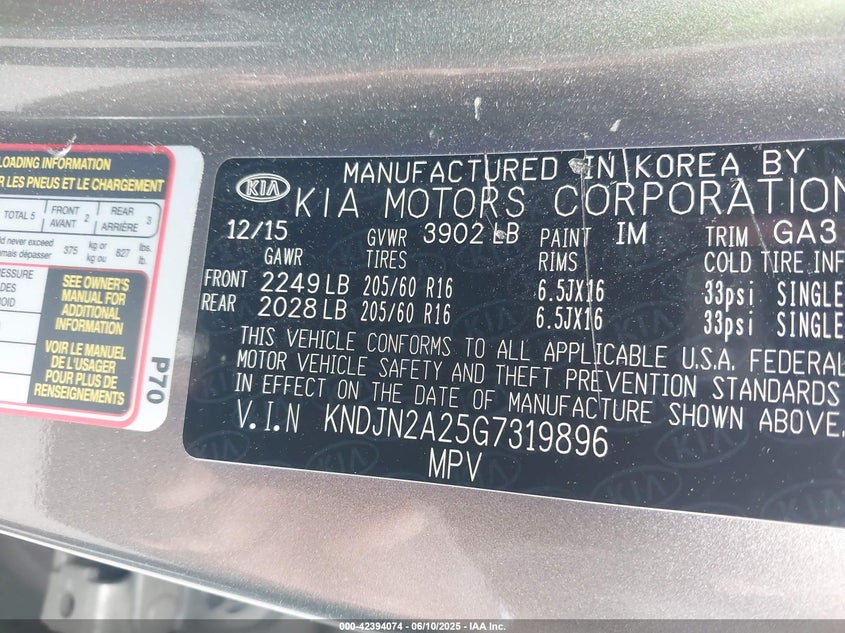 LOADING INFORMATION
R LES PNEUS ET LE CHARGEMENT
TOTAL 5 FRONT AVANT 2 REAR ARRIÈRE 3
ld never exceed
amais dépasser 375 kg or kg ou 827 lbs. lb.
SEE OWNER'S
MANUAL FOR
ADDITIONAL
INFORMATION
VOIR LE MANUEL
DE L'USAGER
POUR PLUS DE
RENSEIGNEMENTS
P70
KIA
MANUFACTURED IN KOREA BY
KIA MOTORS CORPORATION
12/15 GVWR 3902 LB PAINT IM TRIM GA3
GAWR TIRES RIMS COLD TIRE INF
FRONT 2249 LB 205/60 R16 6.5JX16 33psi SINGLE
REAR 2028 LB 205/60 R16 6.5JX16 33psi SINGLE
THIS VEHICLE CONFORMS TO ALL APPLICABLE U.S.A. FEDERAL
MOTOR VEHICLE SAFETY AND THEFT PREVENTION STANDARDS
IN EFFECT ON THE DATE OF MANUFACTURE SHOWN ABOVE.
V.I.N KNDJN2A25G7319896
MPV
000-42394074 - 06/10/2025 - IAA Inc.